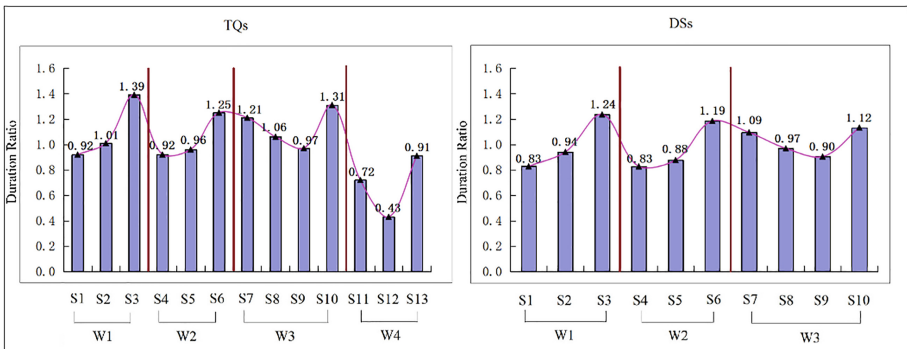 TQs
Duration Ratio
1.6
1.4
1.2
1.0
0.8
0.6
0.4
0.2
0.0
0.92 1.01 1.39 0.92 0.96 1.25 1.21 1.06 0.97 1.31 0.72 0.43 0.91
S1 S2 S3 S4 S5 S6 S7 S8 S9 S10 S11 S12 S13
W1 W2 W3 W4
DSs
Duration Ratio
1.6
1.4
1.2
1.0
0.8
0.6
0.4
0.2
0.0
0.83 0.94 1.24 0.83 0.88 1.19 1.09 0.97 0.90 1.12
S1 S2 S3 S4 S5 S6 S7 S8 S9 S10
W1 W2 W3